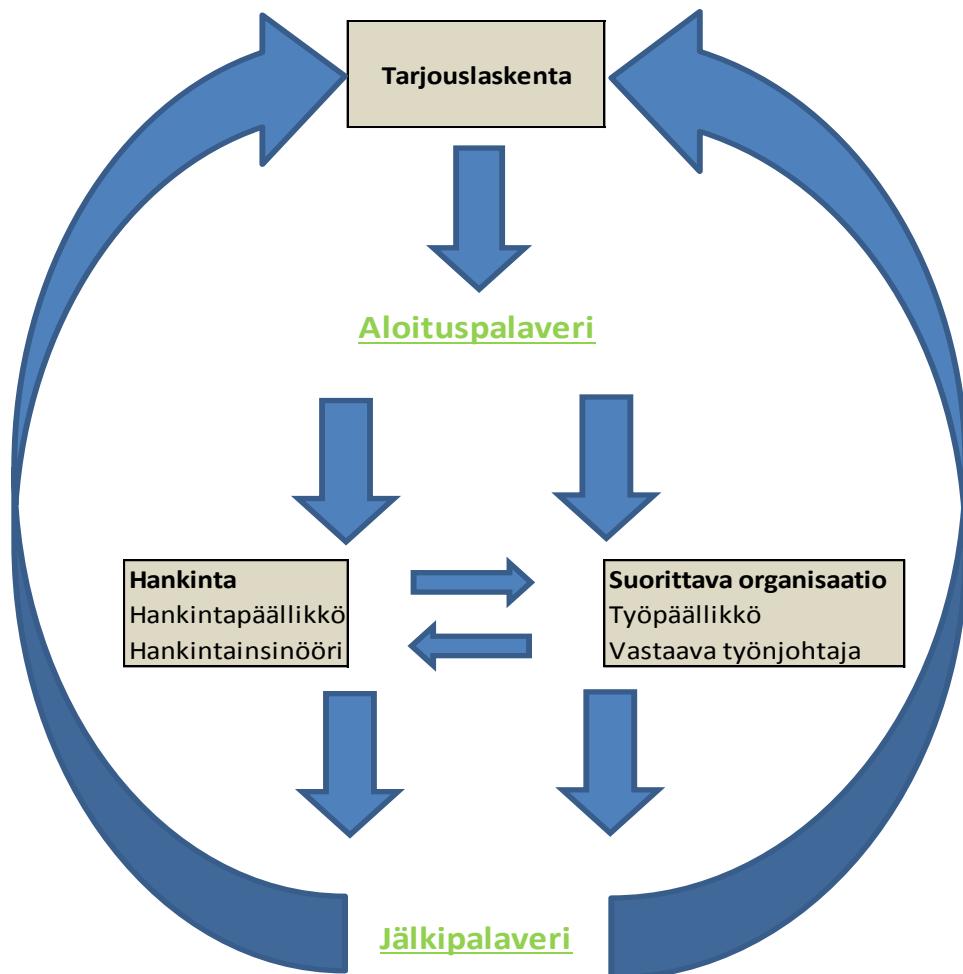 Tarjouslaskenta
Aloituspalaveri
Hankinta
Hankintapäällikkö
Hankintainsinööri
Suorittava organisaatio
Työpäällikkö
Vastaava työnjohtaja
Jälkipalaveri